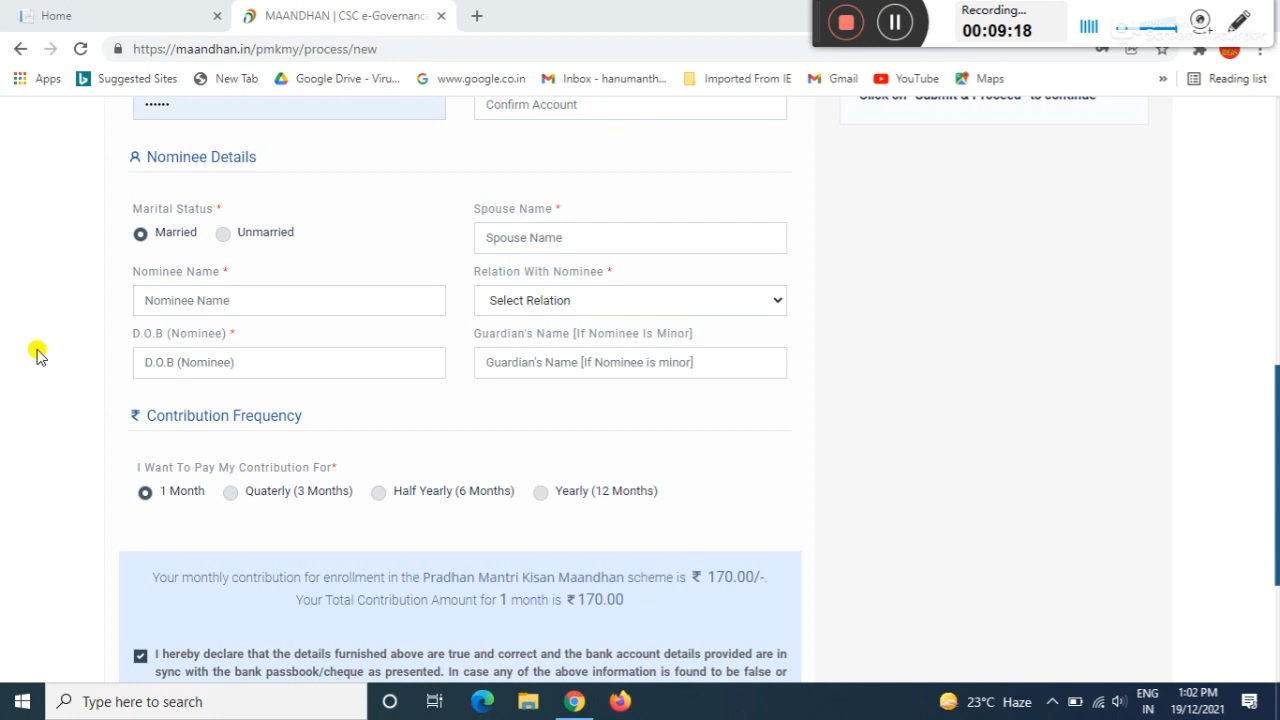 Home
MAANDHAN | CSC e-Governance
Recording...
00:09:18
https://maandhan.in/pmkmy/process/new
Apps
Suggested Sites
New Tab
Google Drive - Viru...
www.google.co.in
Inbox - hanumanth...
Imported From IE
Gmail
YouTube
Maps
»
Reading list
••••••
Confirm Account
Click on "Submit & Proceed" to continue
Nominee Details
Marital Status *
Spouse Name *
Married
Unmarried
Spouse Name
Nominee Name *
Relation With Nominee *
Nominee Name
Select Relation
D.O.B (Nominee) *
Guardian's Name [If Nominee Is Minor]
D.O.B (Nominee)
Guardian's Name [If Nominee is minor]
₹ Contribution Frequency
I Want To Pay My Contribution For*
1 Month
Quaterly (3 Months)
Half Yearly (6 Months)
Yearly (12 Months)
Your monthly contribution for enrollment in the Pradhan Mantri Kisan Maandhan scheme is ₹ 170.00/-.
Your Total Contribution Amount for 1 month is ₹170.00
I hereby declare that the details furnished above are true and correct and the bank account details provided are in
sync with the bank passbook/cheque as presented. In case any of the above information is found to be false or
Type here to search
23°C Haze
ENG
IN
1:02 PM
19/12/2021